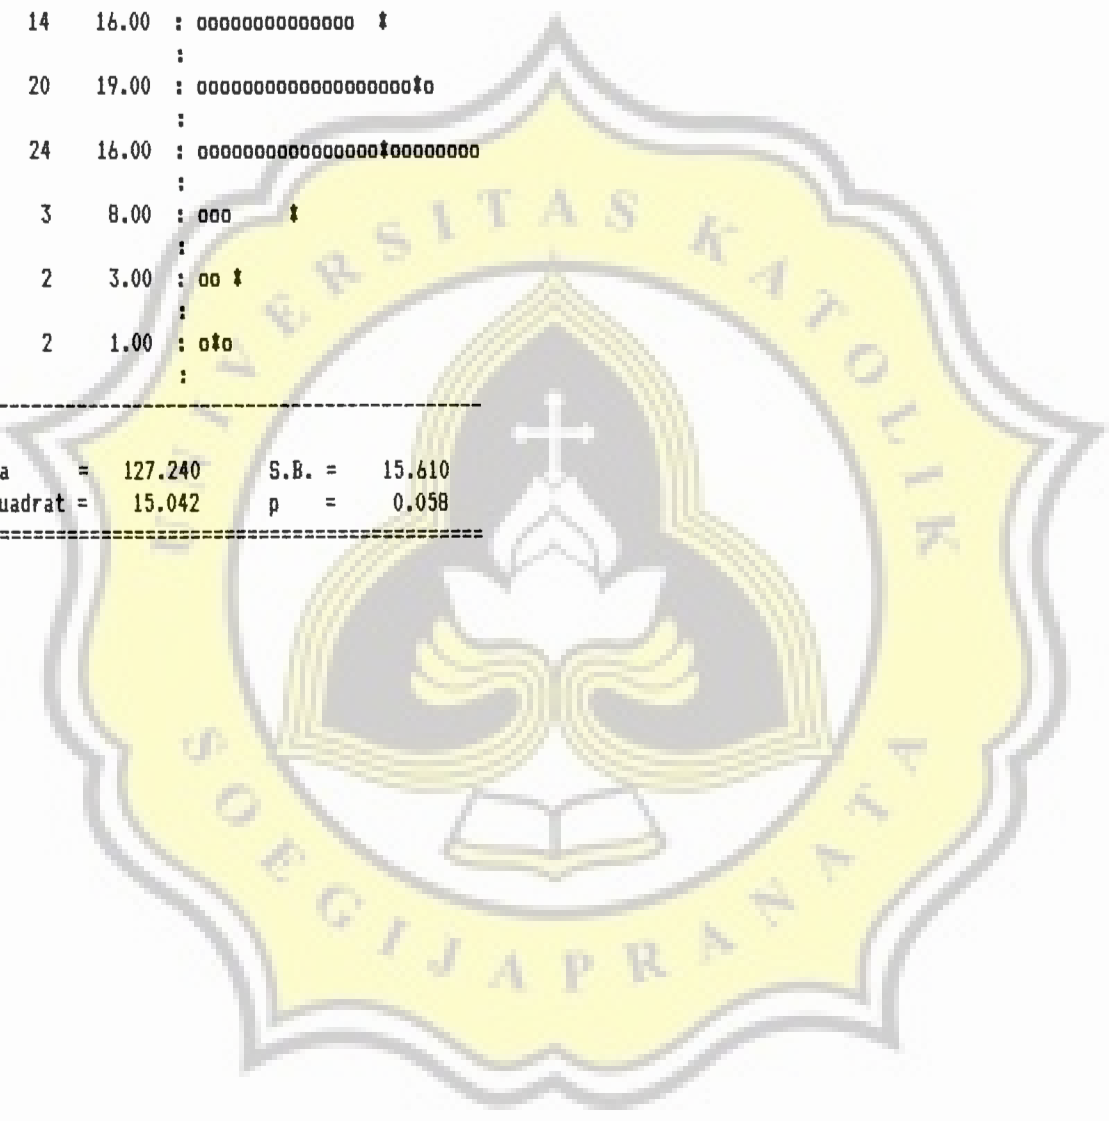 14 16.00 : oooooooooooooo *
:
20 19.00 : ooooooooooooooooooo*o
:
24 16.00 : oooooooooooooooo*oooooooo
:
3 8.00 : ooo *
:
2 3.00 : oo *
:
2 1.00 : o*o
:
------------------------------------------
a = 127.240 S.B. = 15.610
uadrat = 15.042 p = 0.058
==========================================
UNIVERSITAS KATOLIK
SOEGIJAPRANATA